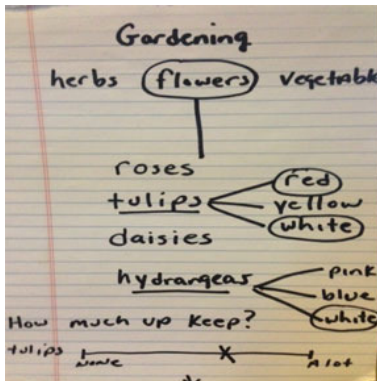 Gardening
herbs flowers vegetable
roses
tulips
daisies
red
yellow
white
hydrangeas
pink
blue
white
How much up keep?
tulips
None
A lot